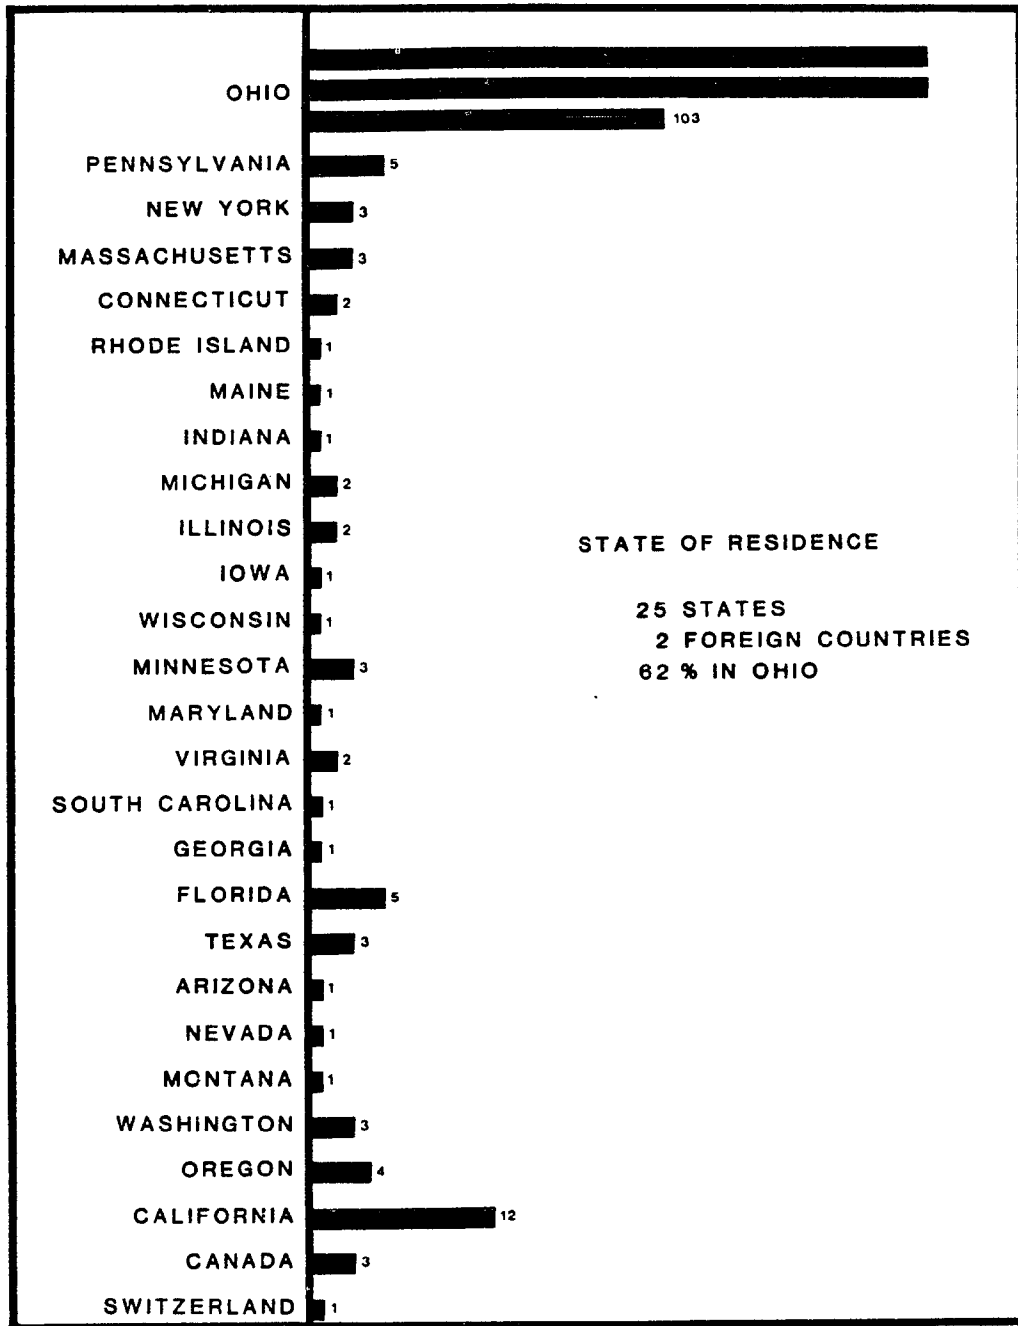 OHIO 103
PENNSYLVANIA 5
NEW YORK 3
MASSACHUSETTS 3
CONNECTICUT 2
RHODE ISLAND 1
MAINE 1
INDIANA 1
MICHIGAN 2
ILLINOIS 2
IOWA 1
WISCONSIN 1
MINNESOTA 3
MARYLAND 1
VIRGINIA 2
SOUTH CAROLINA 1
GEORGIA 1
FLORIDA 5
TEXAS 3
ARIZONA 1
NEVADA 1
MONTANA 1
WASHINGTON 3
OREGON 4
CALIFORNIA 12
CANADA 3
SWITZERLAND 1
STATE OF RESIDENCE
25 STATES
2 FOREIGN COUNTRIES
62 % IN OHIO